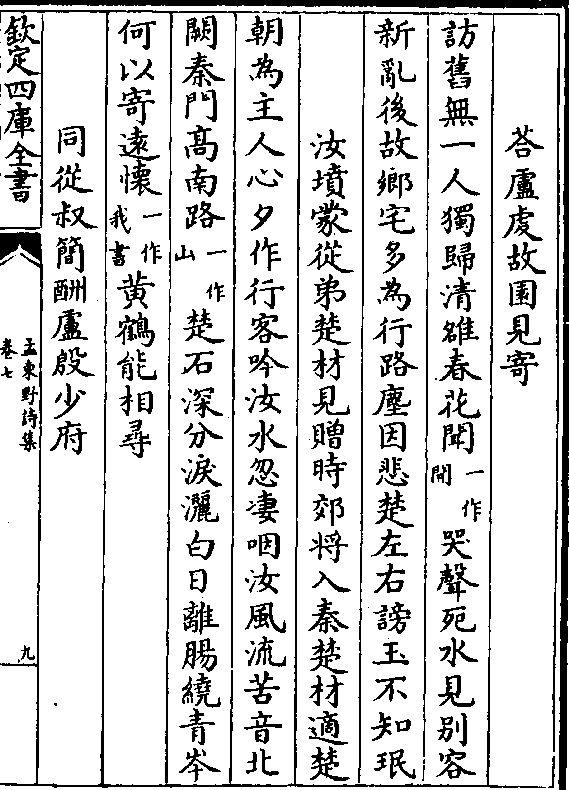 荅盧虔故園見寄
訪舊無一人獨歸清雒春花聞一作開哭聲死水見别客
新亂後故鄉宅多為行路塵因悲楚左右謗玉不知珉
汝墳蒙從弟楚材見贈時郊將入秦楚材適楚
朝為主人心夕作行客吟汝水忽淒咽汝風流苦音北
闕秦門髙南路一作山楚石深分淚灑白日離腸繞青岑
何以寄遠懷一作我書黄鶴能相尋
同從叔簡酬盧殷少府
欽定四庫全書
孟東野詩集
卷七
九